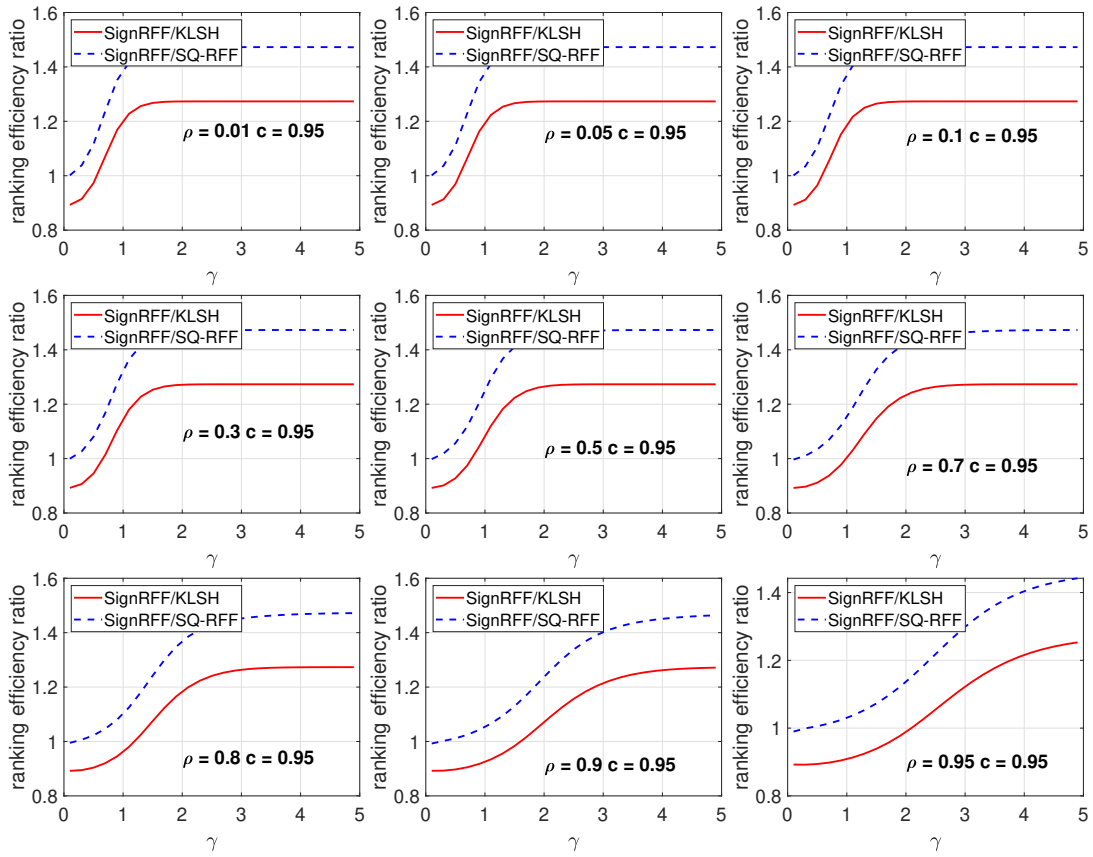 ranking efficiency ratio
1.6
1.4
1.2
1
0.8
SignRFF/KLSH
SignRFF/SQ-RFF
ρ = 0.01 c = 0.95
0 1 2 3 4 5
γ
ranking efficiency ratio
1.6
1.4
1.2
1
0.8
SignRFF/KLSH
SignRFF/SQ-RFF
ρ = 0.05 c = 0.95
0 1 2 3 4 5
γ
ranking efficiency ratio
1.6
1.4
1.2
1
0.8
SignRFF/KLSH
SignRFF/SQ-RFF
ρ = 0.1 c = 0.95
0 1 2 3 4 5
γ
ranking efficiency ratio
1.6
1.4
1.2
1
0.8
SignRFF/KLSH
SignRFF/SQ-RFF
ρ = 0.3 c = 0.95
0 1 2 3 4 5
γ
ranking efficiency ratio
1.6
1.4
1.2
1
0.8
SignRFF/KLSH
SignRFF/SQ-RFF
ρ = 0.5 c = 0.95
0 1 2 3 4 5
γ
ranking efficiency ratio
1.6
1.4
1.2
1
0.8
SignRFF/KLSH
SignRFF/SQ-RFF
ρ = 0.7 c = 0.95
0 1 2 3 4 5
γ
ranking efficiency ratio
1.6
1.4
1.2
1
0.8
SignRFF/KLSH
SignRFF/SQ-RFF
ρ = 0.8 c = 0.95
0 1 2 3 4 5
γ
ranking efficiency ratio
1.6
1.4
1.2
1
0.8
SignRFF/KLSH
SignRFF/SQ-RFF
ρ = 0.9 c = 0.95
0 1 2 3 4 5
γ
ranking efficiency ratio
1.4
1.2
1
0.8
SignRFF/KLSH
SignRFF/SQ-RFF
ρ = 0.95 c = 0.95
0 1 2 3 4 5
γ